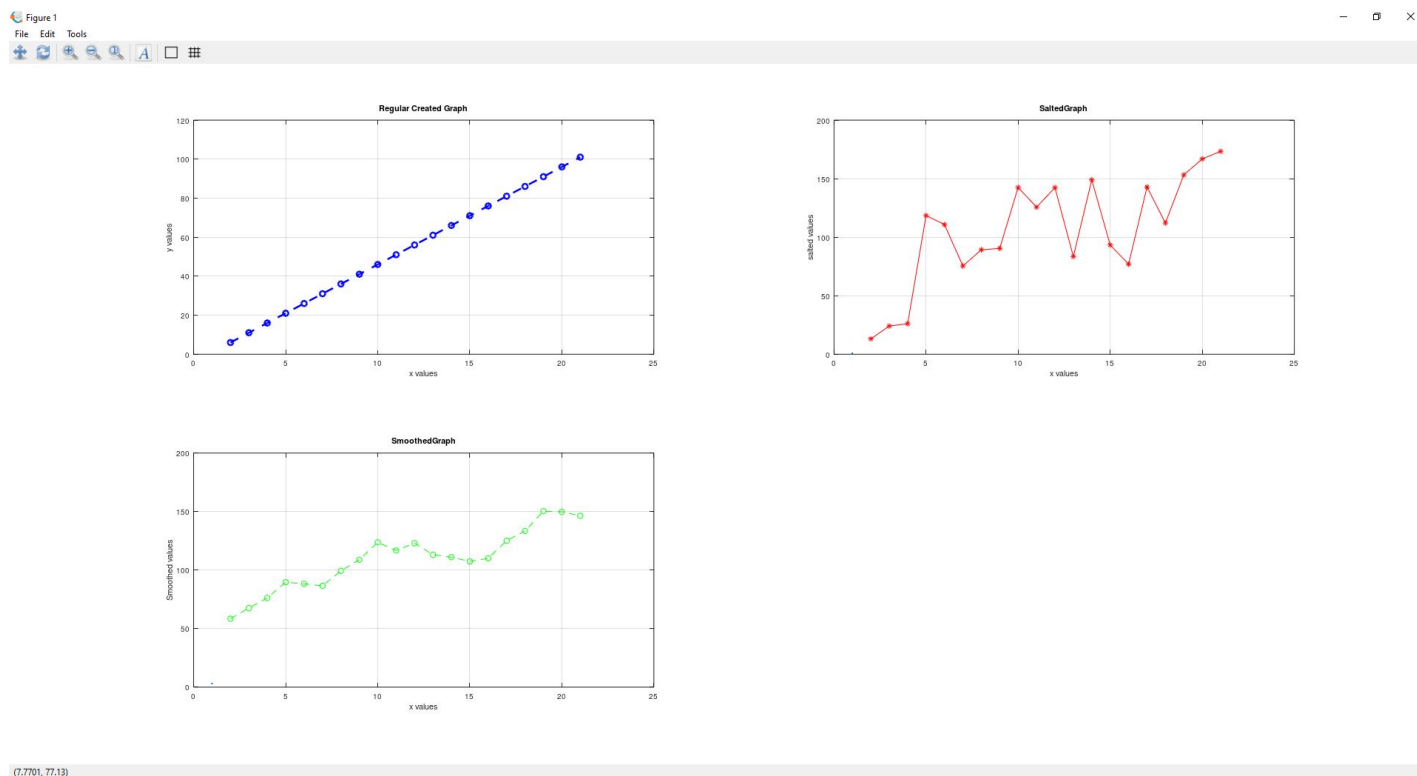 Figure 1
File Edit Tools
A
Regular Created Graph
120
100
80
60
40
20
0
y values
0 5 10 15 20 25
x values
SaltedGraph
200
150
100
50
0
salted values
0 5 10 15 20 25
x values
SmoothedGraph
200
150
100
50
0
Smoothed values
0 5 10 15 20 25
x values
(7.7701, 77.13)